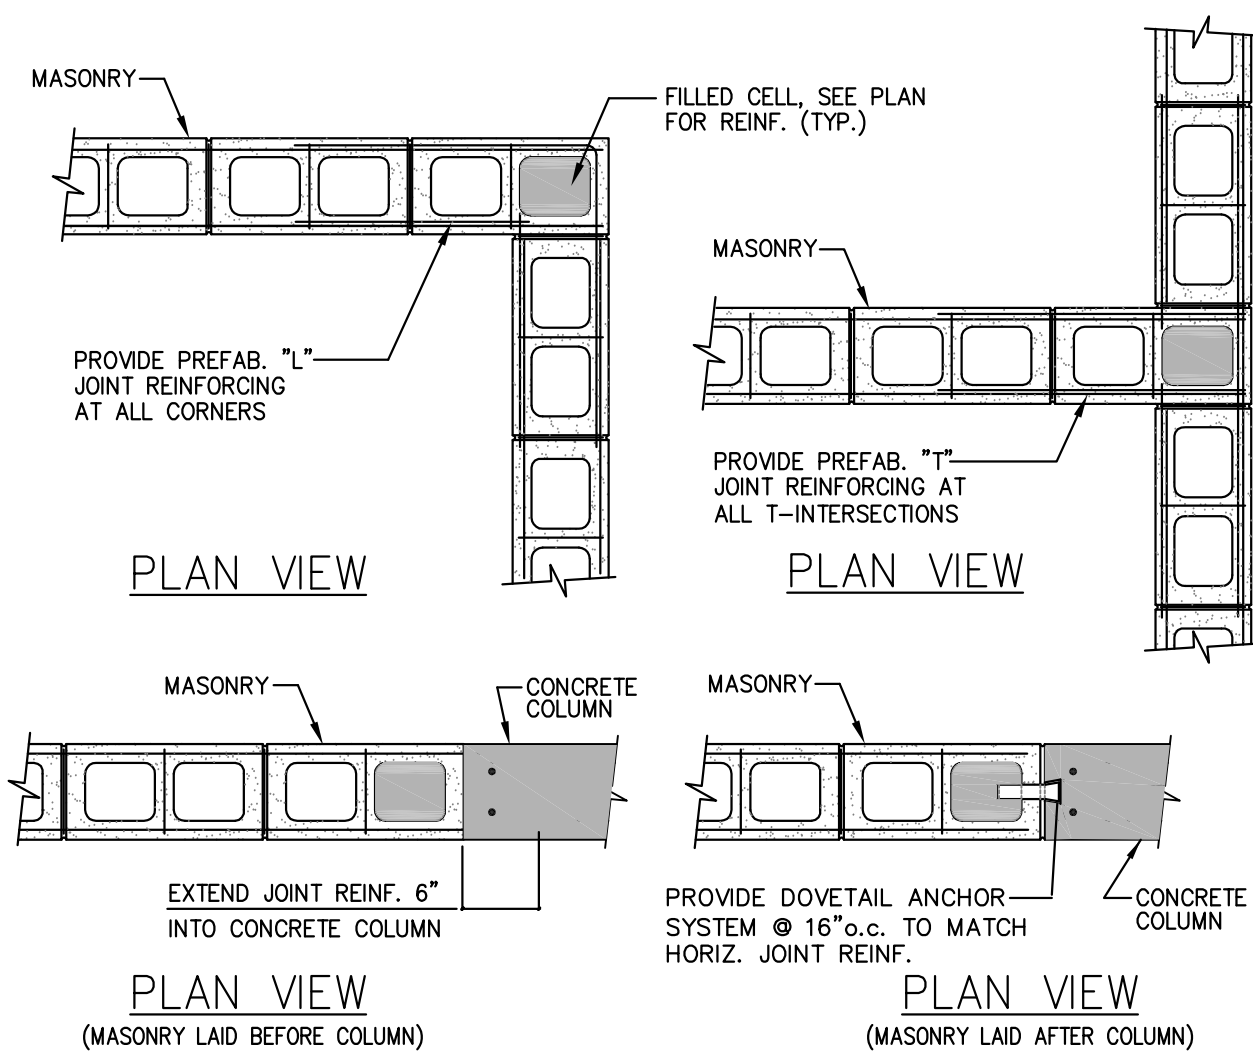 MASONRY
FILLED CELL, SEE PLAN
FOR REINF. (TYP.)
PROVIDE PREFAB. "L"
JOINT REINFORCING
AT ALL CORNERS
PLAN VIEW
MASONRY
PROVIDE PREFAB. "T"
JOINT REINFORCING AT
ALL T-INTERSECTIONS
PLAN VIEW
MASONRY
CONCRETE
COLUMN
EXTEND JOINT REINF. 6"
INTO CONCRETE COLUMN
PLAN VIEW
(MASONRY LAID BEFORE COLUMN)
MASONRY
PROVIDE DOVETAIL ANCHOR
SYSTEM @ 16"o.c. TO MATCH
HORIZ. JOINT REINF.
CONCRETE
COLUMN
PLAN VIEW
(MASONRY LAID AFTER COLUMN)